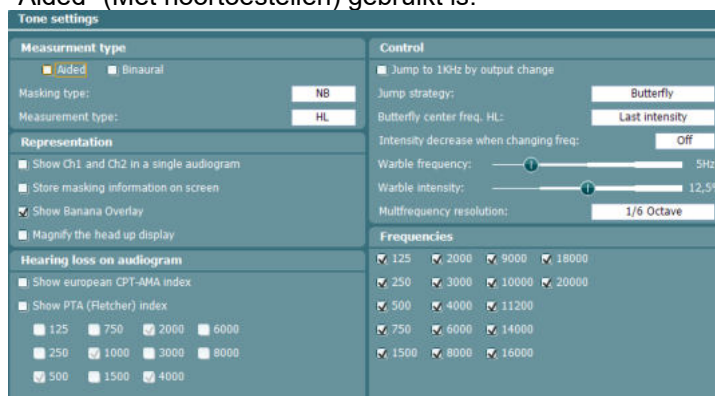 "Aided" (Met hoortoestellen) gebruikt is.
Tone settings
Measurment type
Aided Binaural
Masking type: NB
Measurement type: HL
Representation
Show Ch1 and Ch2 in a single audiogram
Store masking information on screen
Show Banana Overlay
Magnify the head up display
Hearing loss on audiogram
Show european CPT-AMA index
Show PTA (Fletcher) index
125 750 2000 6000
250 1000 3000 8000
500 1500 4000
Control
Jump to 1KHz by output change
Jump strategy: Butterfly
Butterfly center freq. HL: Last intensity
Intensity decrease when changing freq: Off
Warble frequency: 5Hz
Warble intensity: 12,5
Multfrequency resolution: 1/6 Octave
Frequencies
125 2000 9000 18000
250 3000 10000 20000
500 4000 11200
750 6000 14000
1500 8000 16000